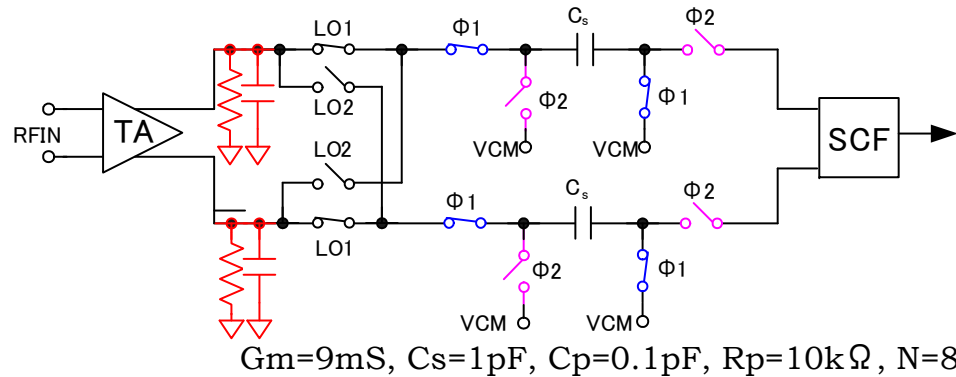 LO1
Φ1
Cs
Φ2
LO2
Φ2
Φ1
RFIN
TA
VCM
VCM
SCF
LO2
Cs
Φ2
Φ1
LO1
Φ2
Φ1
VCM
VCM
Gm=9mS, Cs=1pF, Cp=0.1pF, Rp=10kΩ, N=8